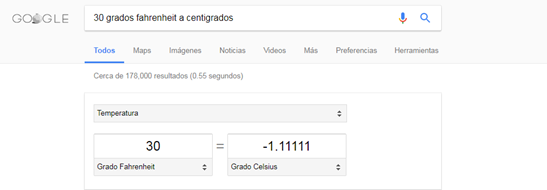 GOOGLE
30 grados fahrenheit a centigrados
Todos Maps Imágenes Noticias Videos Más Preferencias Herramientas
Cerca de 178,000 resultados (0.55 segundos)
Temperatura
30 = -1.11111
Grado Fahrenheit Grado Celsius